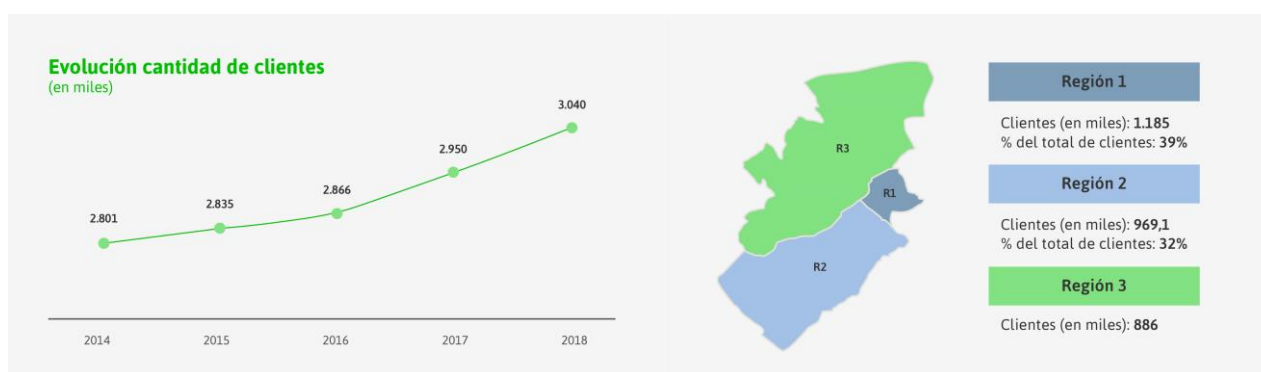 Evolución cantidad de clientes
(en miles)
3.040
2.950
2.866
2.835
2.801
2014 2015 2016 2017 2018
R3
R1
R2
Región 1
Clientes (en miles): 1.185
% del total de clientes: 39%
Región 2
Clientes (en miles): 969,1
% del total de clientes: 32%
Región 3
Clientes (en miles): 886